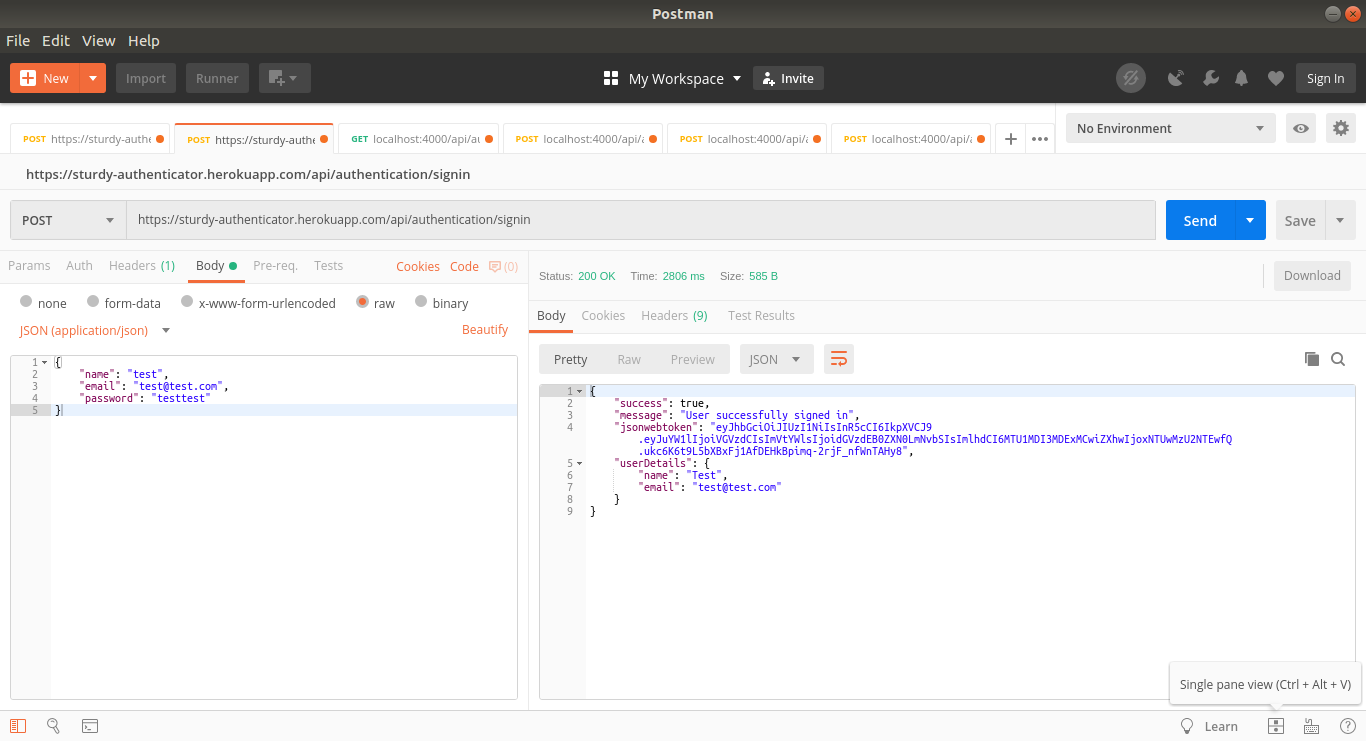 Postman
File Edit View Help
New Import Runner My Workspace Invite Sign In
POST https://sturdy-authe POST https://sturdy-authe GET localhost:4000/api/au POST localhost:4000/api/a POST localhost:4000/api/a POST localhost:4000/api/a No Environment
https://sturdy-authenticator.herokuapp.com/api/authentication/signin
POST https://sturdy-authenticator.herokuapp.com/api/authentication/signin Send Save
Params Auth Headers (1) Body Pre-req. Tests Cookies Code (0)
none form-data x-www-form-urlencoded raw binary
JSON (application/json) Beautify
1 {
2 "name": "test",
3 "email": "test@test.com",
4 "password": "testtest"
5 }
Status: 200 OK Time: 2806 ms Size: 585 B Download
Body Cookies Headers (9) Test Results
Pretty Raw Preview JSON
1 {
2 "success": true,
3 "message": "User successfully signed in",
4 "jsonwebtoken": "eyJhbGciOiJIUzI1NiIsInR5cCI6IkpXVCJ9
.eyJuYW1lIjoiVGVzdCIsImVtYWlsIjoidGVzdEB0ZXN0LmNvbSIsImlhdCI6MTU1MDI3MDExMCwiZXhwIjoxNTUwMzU2NTEwfQ
.ukc6K6t9L5bXBxFj1AfDEHkBpimq-2rjF_nfWnTAHy8",
5 "userDetails": {
6 "name": "Test",
7 "email": "test@test.com"
8 }
9 }
Single pane view (Ctrl + Alt + V)
Learn